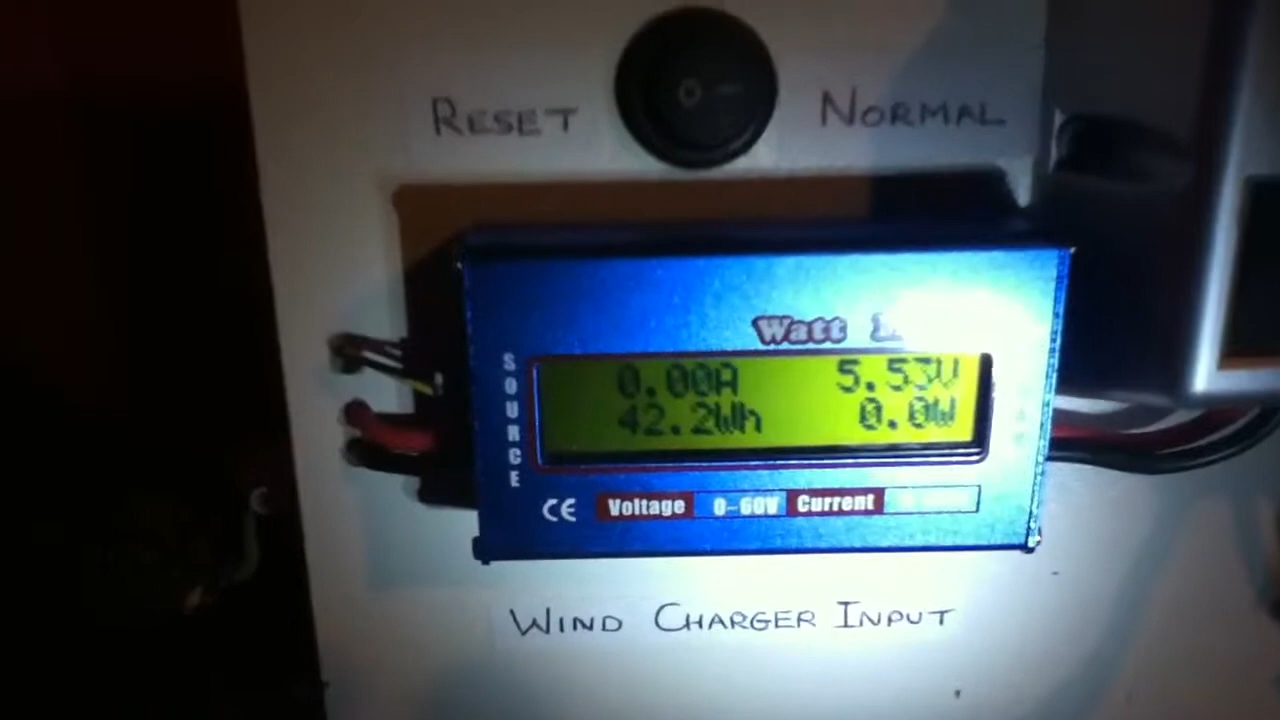 RESET NORMAL
Watt
SOURCE
0.00A 5.53V
42.2Wh 0.0W
CE Voltage 0-60V Current
WIND CHARGER INPUT